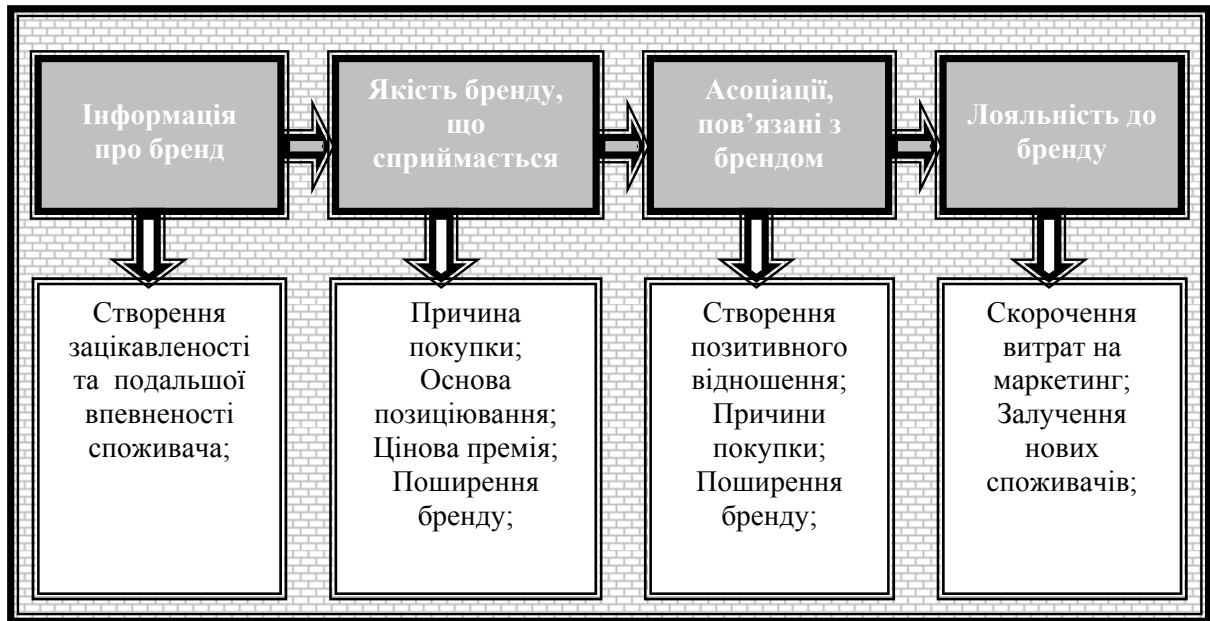 Інформація
про бренд
Якість бренду,
що
сприймається
Асоціації,
пов’язані з
брендом
Лояльність до
бренду
Створення
зацікавленості
та подальшої
впевненості
споживача;
Причина
покупки;
Основа
позиціювання;
Цінова премія;
Поширення
бренду;
Створення
позитивного
відношення;
Причини
покупки;
Поширення
бренду;
Скорочення
витрат на
маркетинг;
Залучення
нових
споживачів;